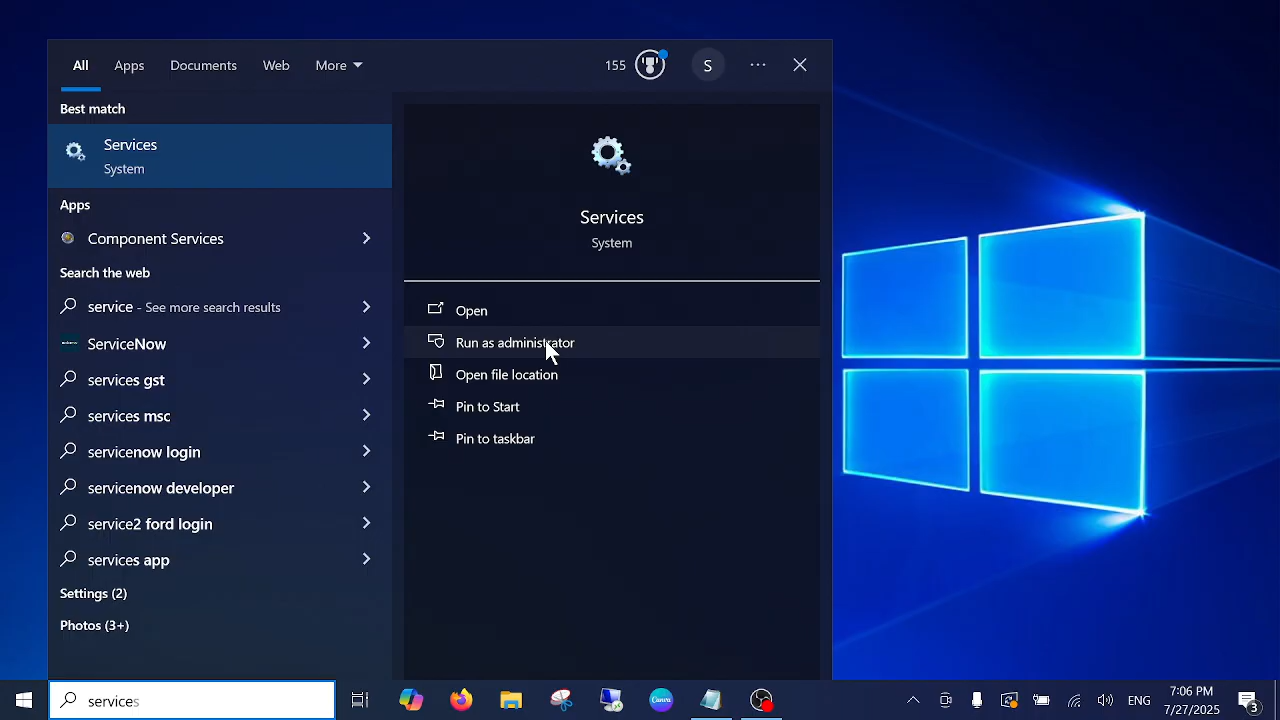 All Apps Documents Web More 155 S ...
Best match
Services
System
Apps
Component Services
Search the web
service - See more search results
ServiceNow
services gst
services msc
servicenow login
servicenow developer
service2 ford login
services app
Settings (2)
Photos (3+)
Services
System
Open
Run as administrator
Open file location
Pin to Start
Pin to taskbar
services
Canva
ENG
7:06 PM
7/27/2025
3